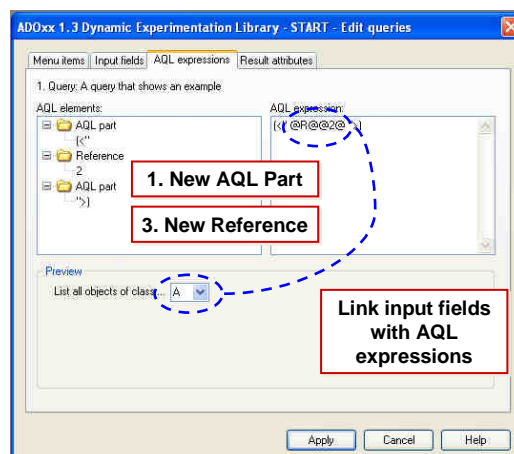 ADOxx 1.3 Dynamic Experimentation Library - START - Edit queries
Menu items Input fields AQL expressions Result attributes
1. Query: A query that shows an example
AQL elements:
AQL part
(<"
Reference
2
AQL part
">)
AQL expression:
(<" @R@@2@ ">)
1. New AQL Part
3. New Reference
Preview
List all objects of class... A
Link input fields
with AQL
expressions
Apply Cancel Help